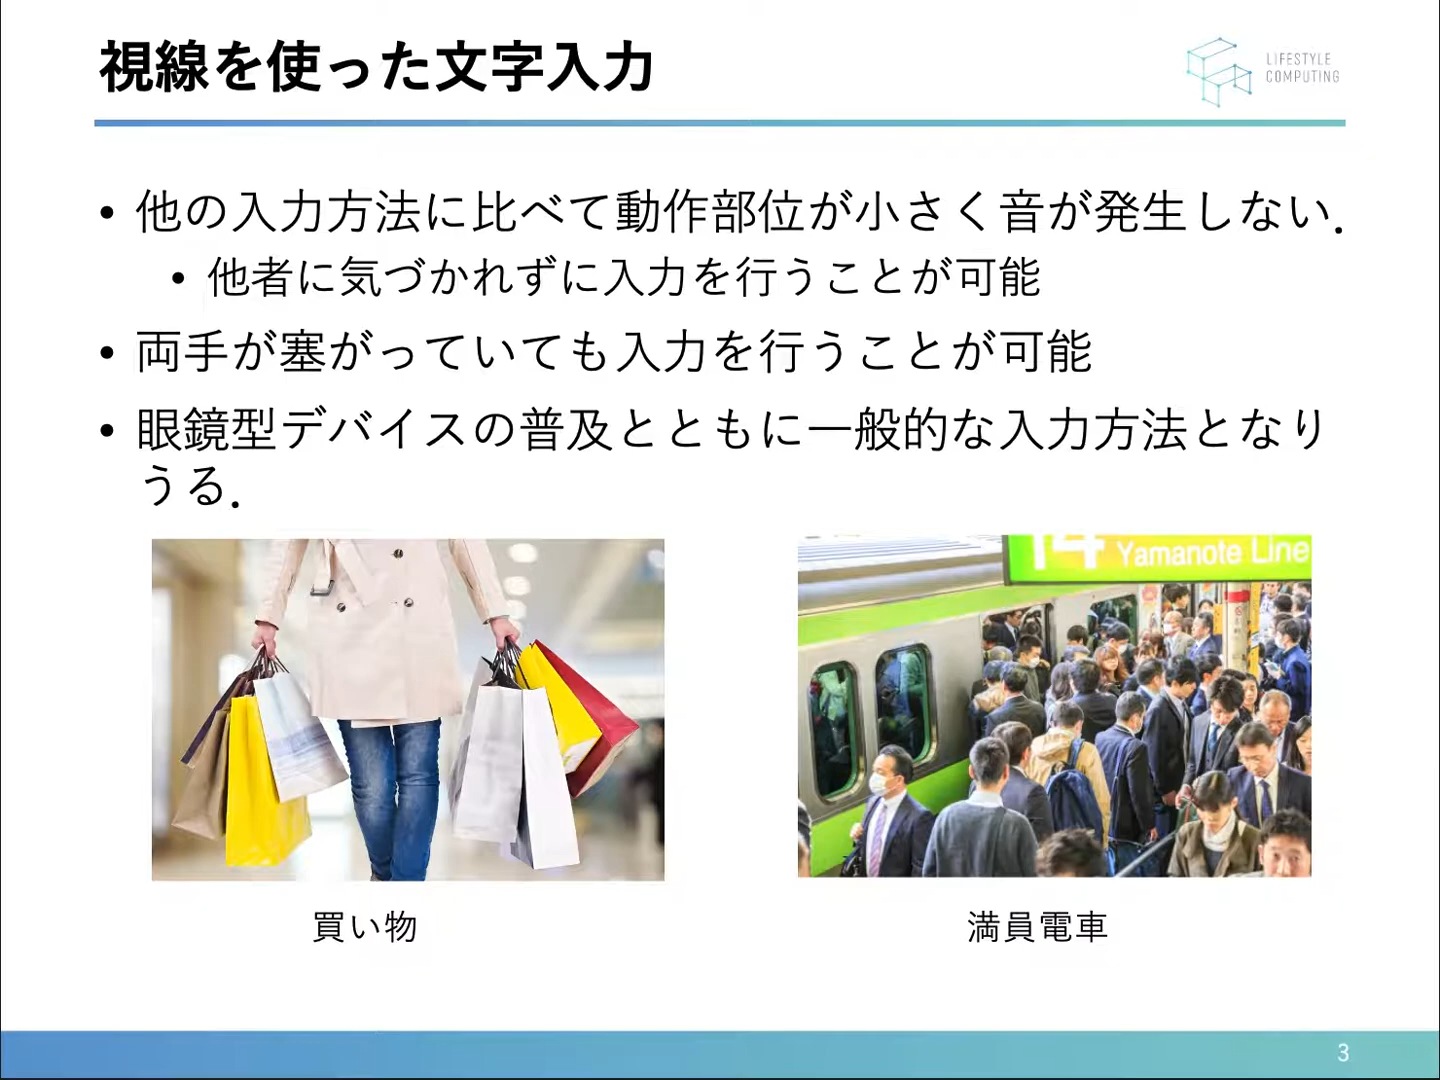 視線を使った文字入力
LIFESTYLE
COMPUTING
• 他の入力方法に比べて動作部位が小さく音が発生しない．
• 他者に気づかれずに入力を行うことが可能
• 両手が塞がっていても入力を行うことが可能
• 眼鏡型デバイスの普及とともに一般的な入力方法となり
うる．
14 Yamanote Line
買い物
満員電車
3